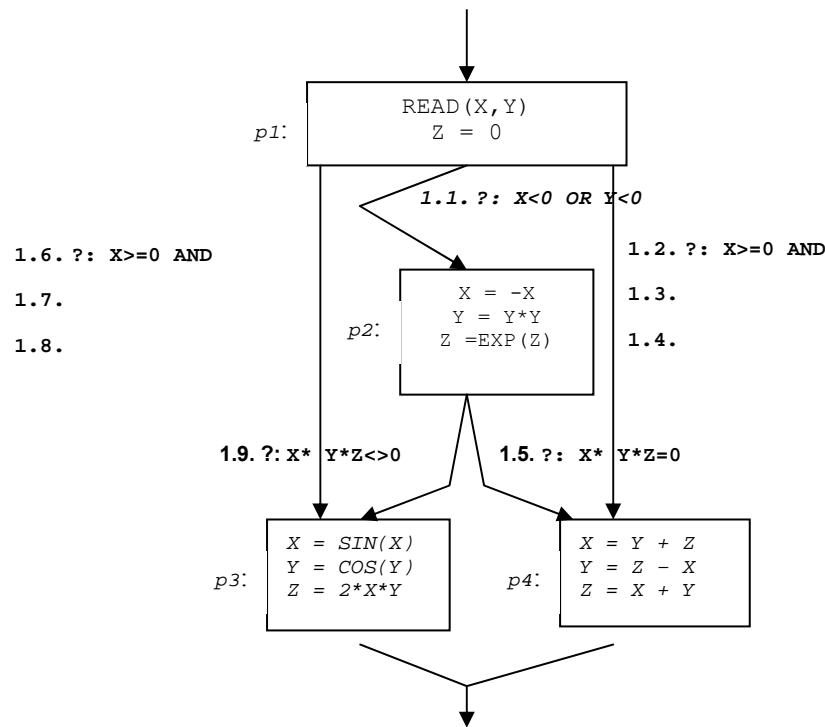 READ(X,Y)
p1:
Z = 0
1.1. ?: X<0 OR Y<0
1.6. ?: X>=0 AND
1.7.
1.8.
1.2. ?: X>=0 AND
1.3.
1.4.
p2:
X = -X
Y = Y*Y
Z =EXP(Z)
1.9. ?: X* Y*Z<>0
1.5. ?: X* Y*Z=0
p3:
X = SIN(X)
Y = COS(Y)
Z = 2*X*Y
p4:
X = Y + Z
Y = Z - X
Z = X + Y